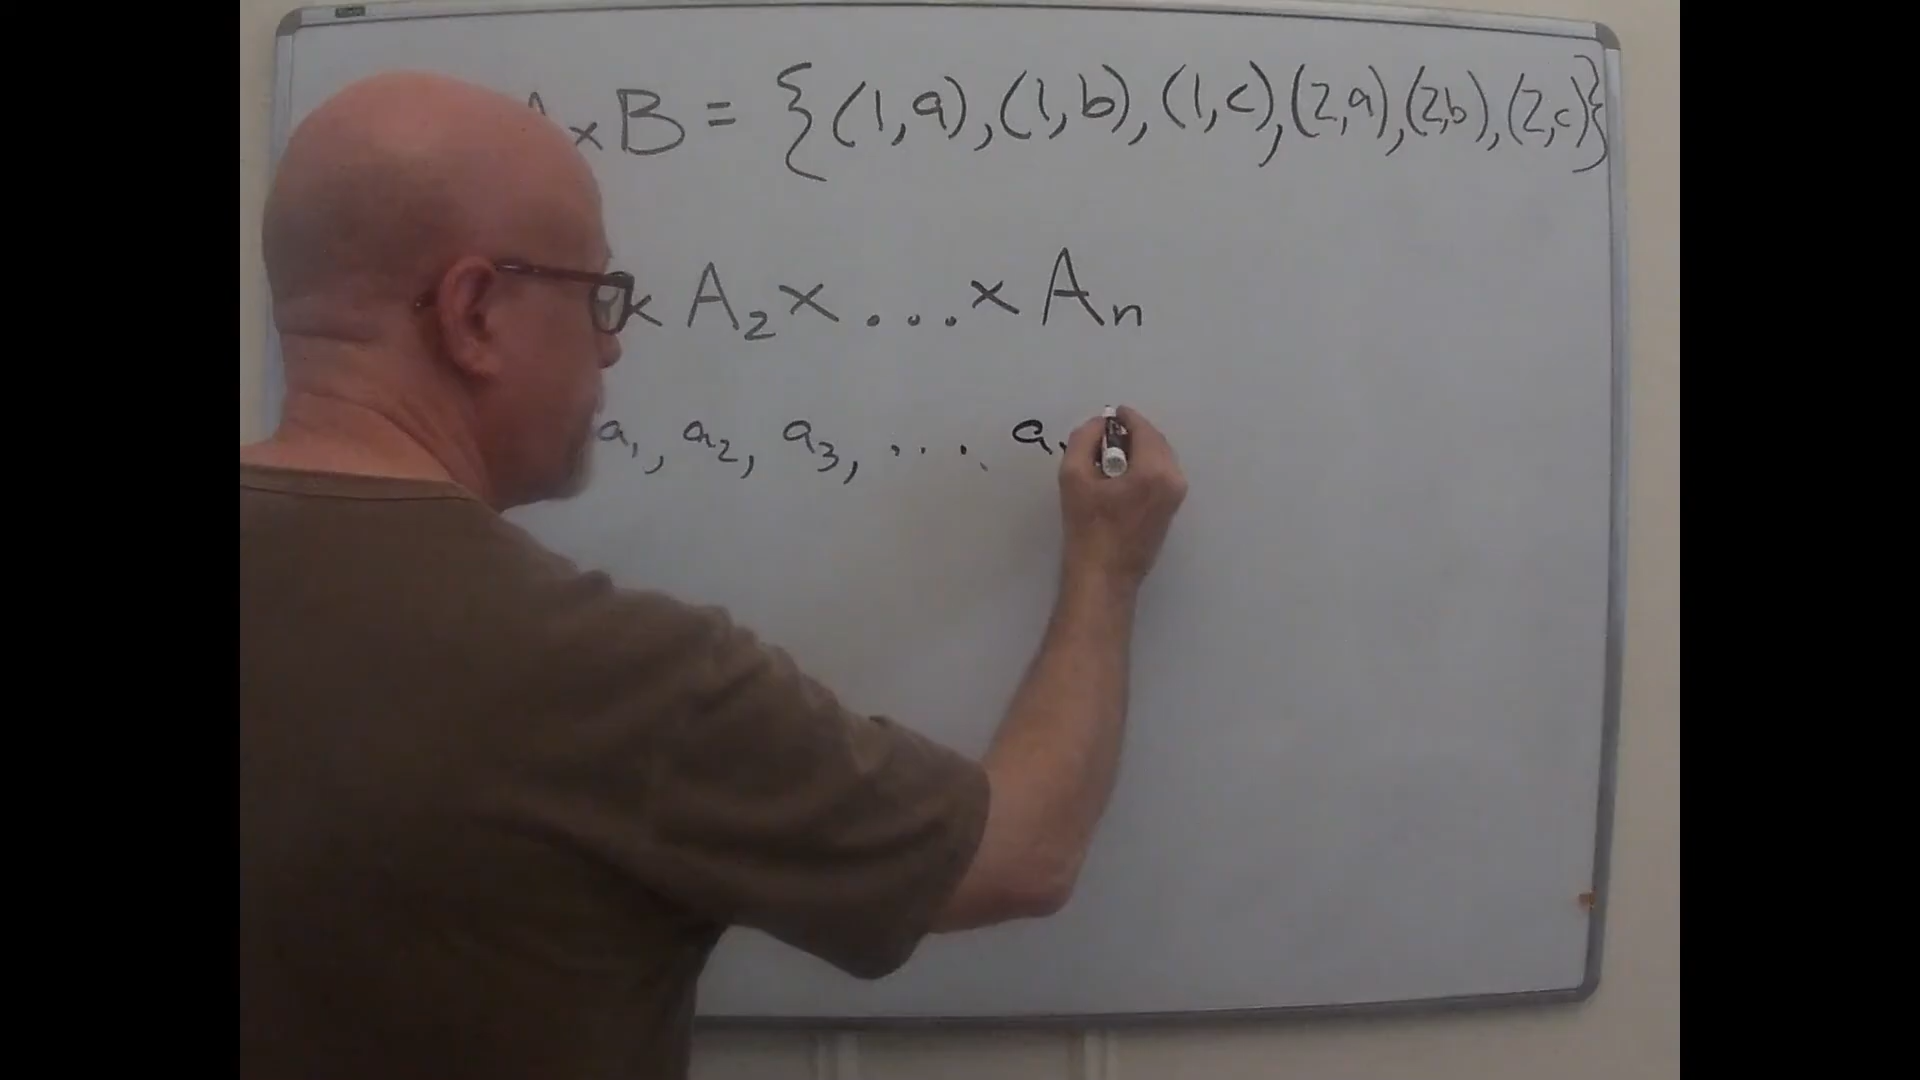 A×B = {(1,a),(1,b),(1,c),(2,a),(2,b),(2,c)}
× A₂ × ... × Aₙ
a₁, a₂, a₃, ... a